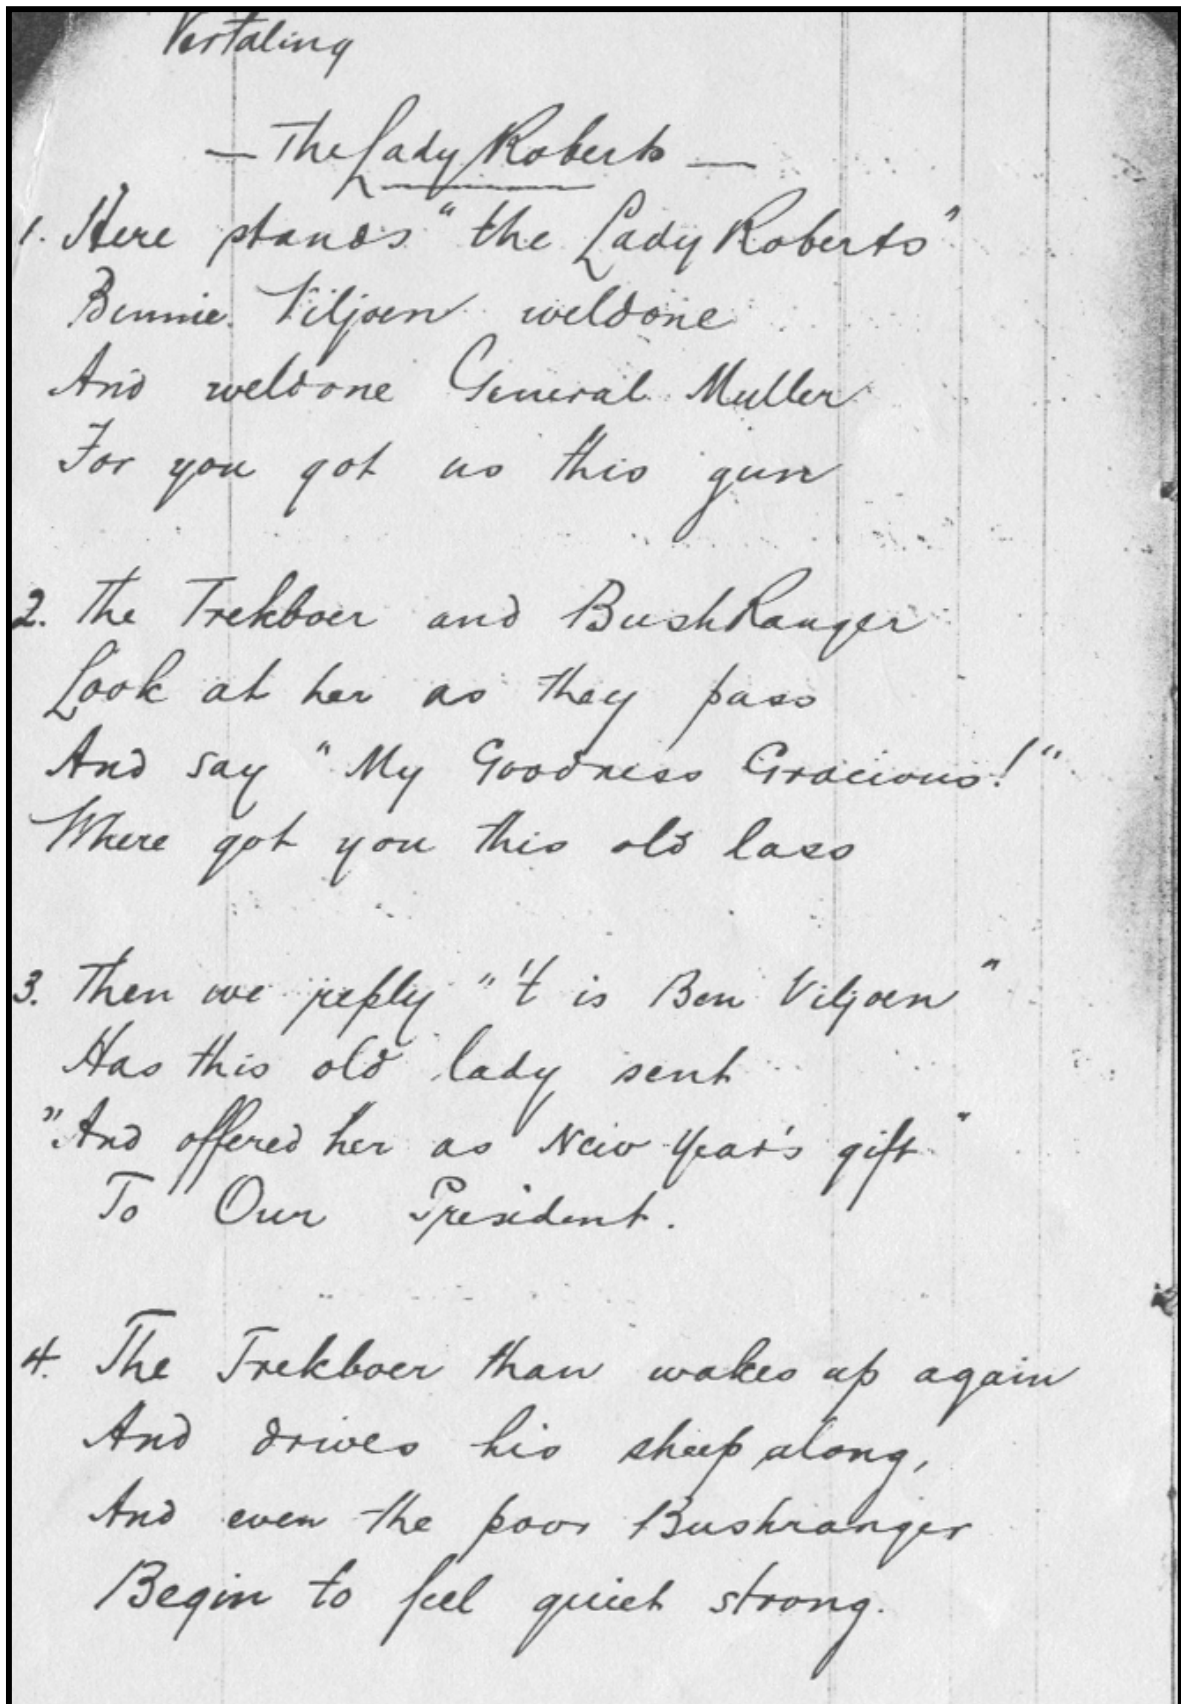 Vertaling
— The Lady Roberts —
1. Here stands "the Lady Roberts"
Bennie Viljoen weldone
And weldone General Muller
For you got us this gun
2. The Trekboer and BushRanger
Look at her as they pass
And say "My Goodness Gracious!"
Where got you this old lass
3. Then we reply "'t is Ben Viljoen"
Has this old lady sent
"And offered her as New Year's gift"
To Our President.
4. The Trekboer than wakes up again
And drives his sheep along,
And even the poor Bushranger
Begin to feel quiet strong.